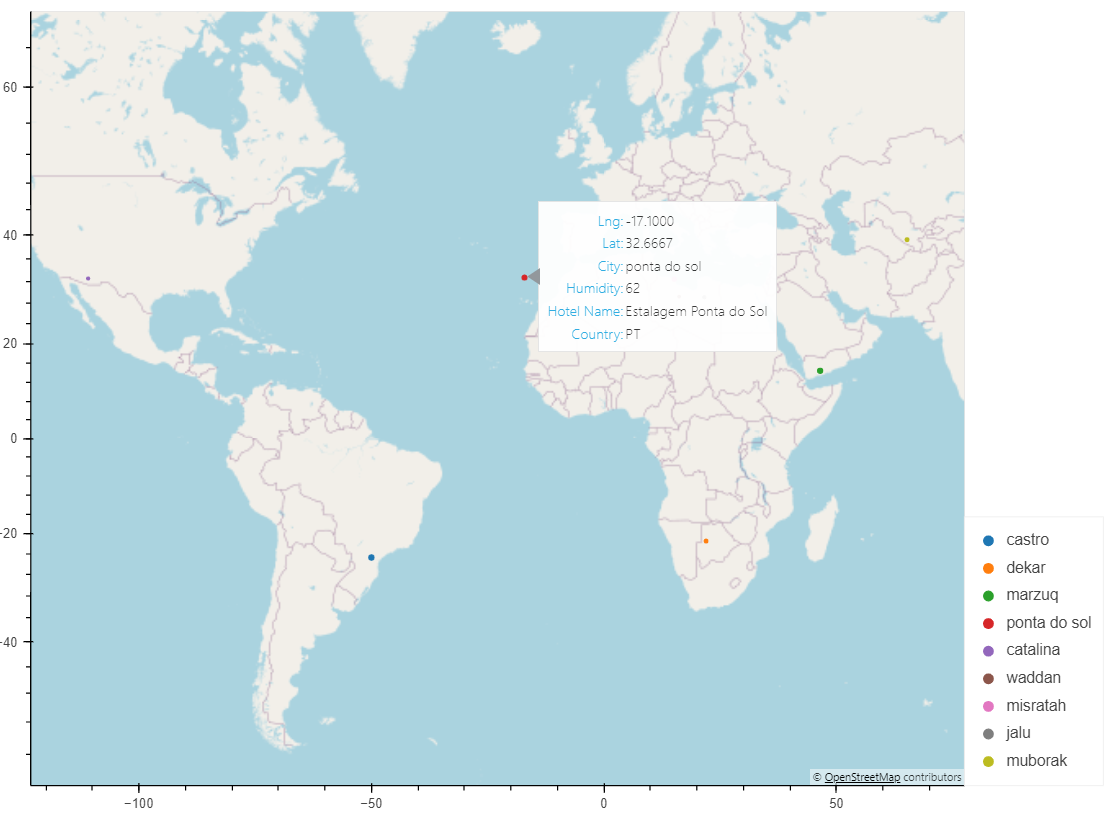 60
40
20
0
−20
−40
−100
−50
0
50
Lng: -17.1000
Lat: 32.6667
City: ponta do sol
Humidity: 62
Hotel Name: Estalagem Ponta do Sol
Country: PT
castro
dekar
marzuq
ponta do sol
catalina
waddan
misratah
jalu
muborak
© OpenStreetMap contributors